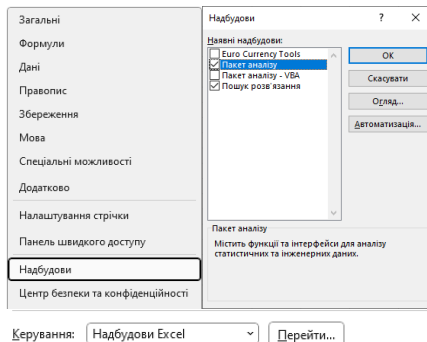 Загальні
Формули
Дані
Правопис
Збереження
Мова
Спеціальні можливості
Додатково
Налаштування стрічки
Панель швидкого доступу
Надбудови
Центр безпеки та конфіденційності
Надбудови ? ×
Наявні надбудови:
Euro Currency Tools
Пакет аналізу
Пакет аналізу - VBA
Пошук розв'язання
ОК
Скасувати
Огляд...
Автоматизація...
Пакет аналізу
Містить функції та інтерфейси для аналізу
статистичних та інженерних даних.
Керування: Надбудови Excel Перейти...